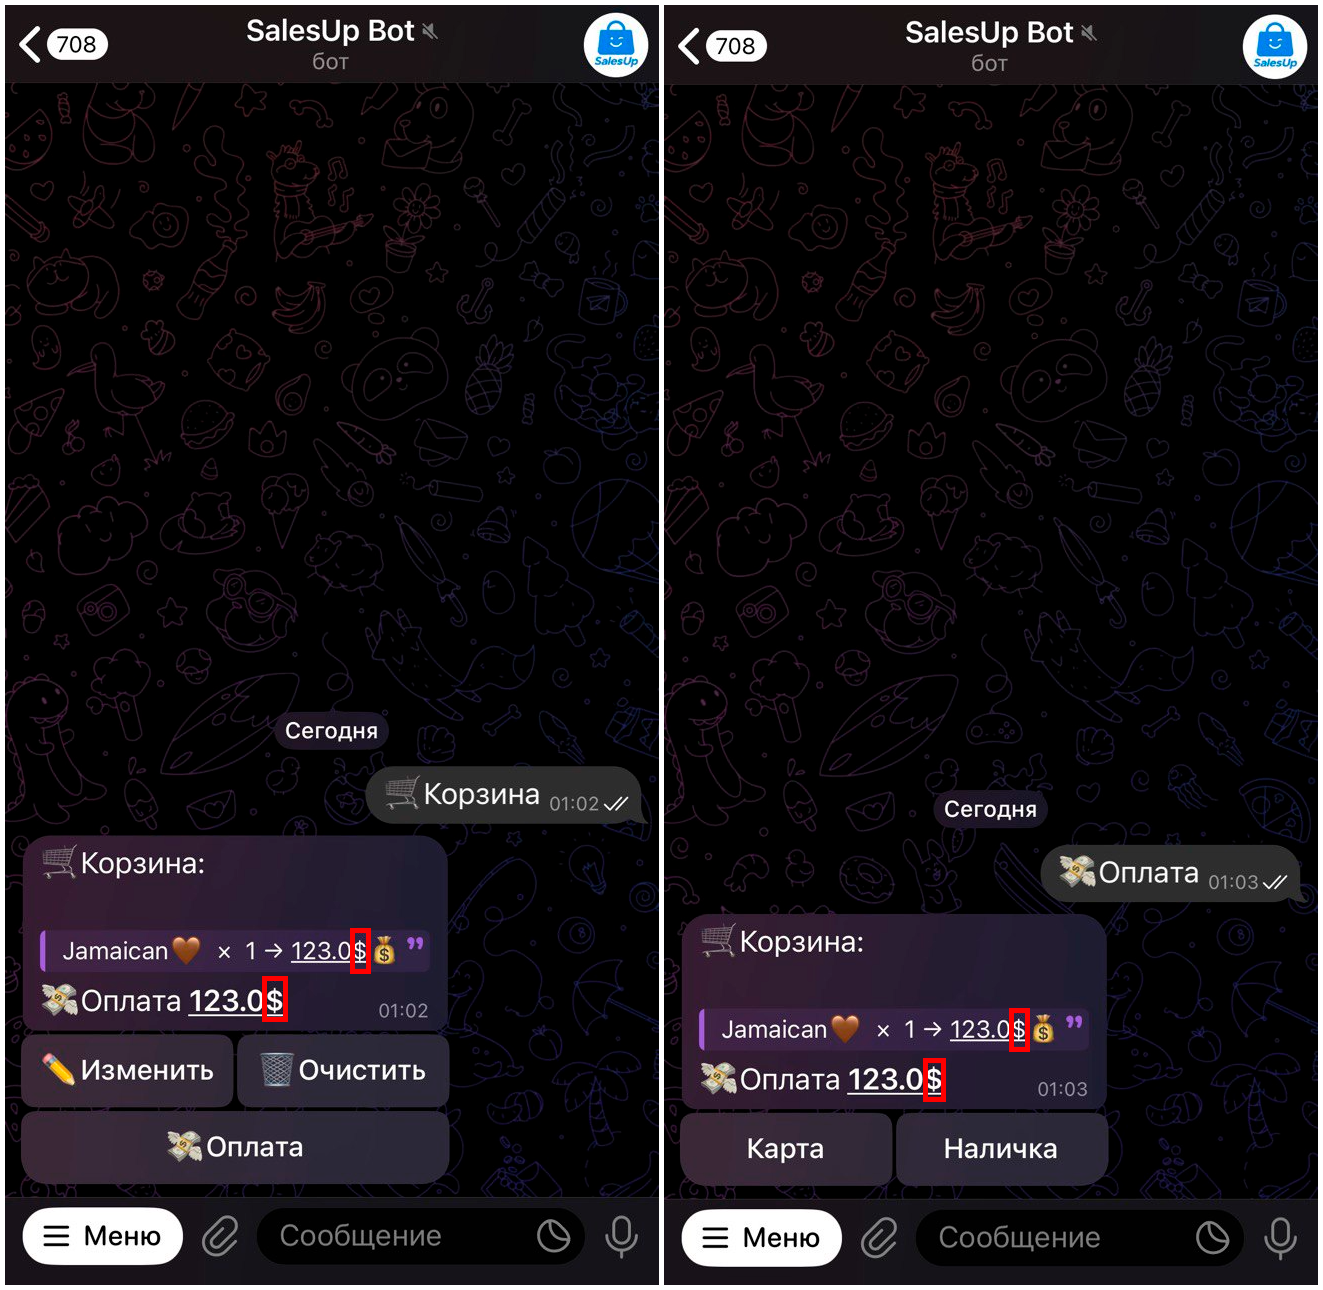 708
SalesUp Bot
бот
SalesUp
Сегодня
🛒Корзина 01:02
🛒Корзина:
Jamaican🤎 × 1 → 123.0$💰
💸Оплата 123.0$
01:02
✏️Изменить
🗑️Очистить
💸Оплата
Меню
Сообщение
708
SalesUp Bot
бот
SalesUp
Сегодня
💸Оплата 01:03
🛒Корзина:
Jamaican🤎 × 1 → 123.0$💰
💸Оплата 123.0$
01:03
Карта
Наличка
Меню
Сообщение